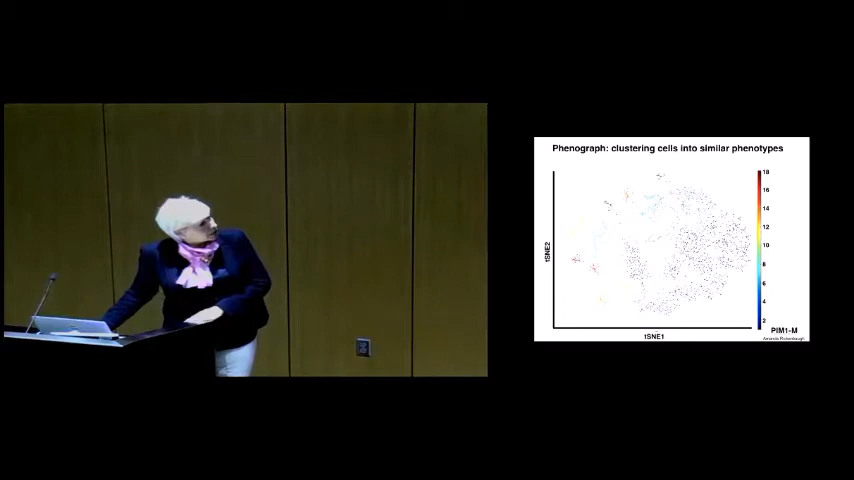 Phenograph: clustering cells into similar phenotypes
18
16
14
12
10
8
6
4
2
tSNE2
tSNE1
PIM1-M